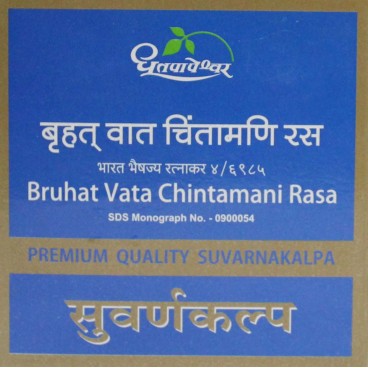 धूतपापेश्वर
बृहत् वात चिंतामणि रस
भारत भैषज्य रत्नाकर ४/६९८५
Bruhat Vata Chintamani Rasa
SDS Monograph No. - 0900054
PREMIUM QUALITY SUVARNAKALPA
सुवर्णकल्प